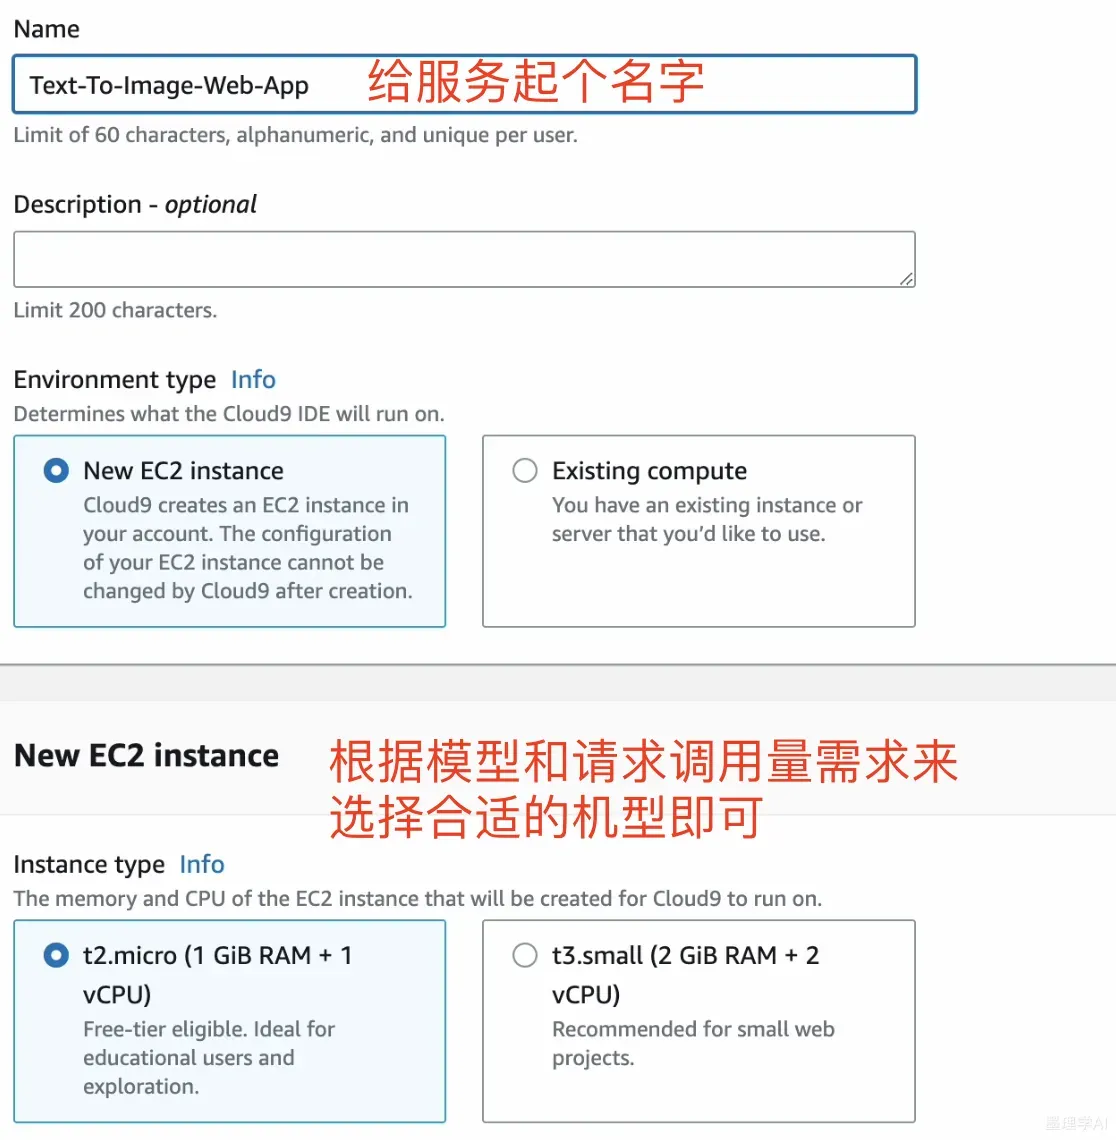 Name
Text-To-Image-Web-App 给服务起个名字
Limit of 60 characters, alphanumeric, and unique per user.
Description - optional
Limit 200 characters.
Environment type Info
Determines what the Cloud9 IDE will run on.
New EC2 instance
Cloud9 creates an EC2 instance in
your account. The configuration
of your EC2 instance cannot be
changed by Cloud9 after creation.
Existing compute
You have an existing instance or
server that you’d like to use.
New EC2 instance
根据模型和请求调用量需求来
选择合适的机型即可
Instance type Info
The memory and CPU of the EC2 instance that will be created for Cloud9 to run on.
t2.micro (1 GiB RAM + 1
vCPU)
Free-tier eligible. Ideal for
educational users and
exploration.
t3.small (2 GiB RAM + 2
vCPU)
Recommended for small web
projects.
墨理学AI